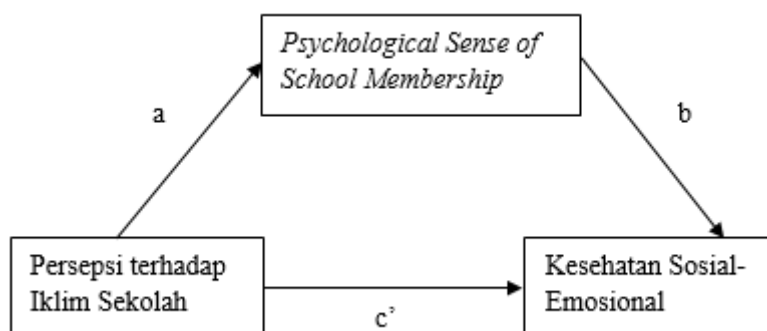 Psychological Sense of
School Membership
a
b
Persepsi terhadap
Iklim Sekolah
Kesehatan Sosial-
Emosional
c’